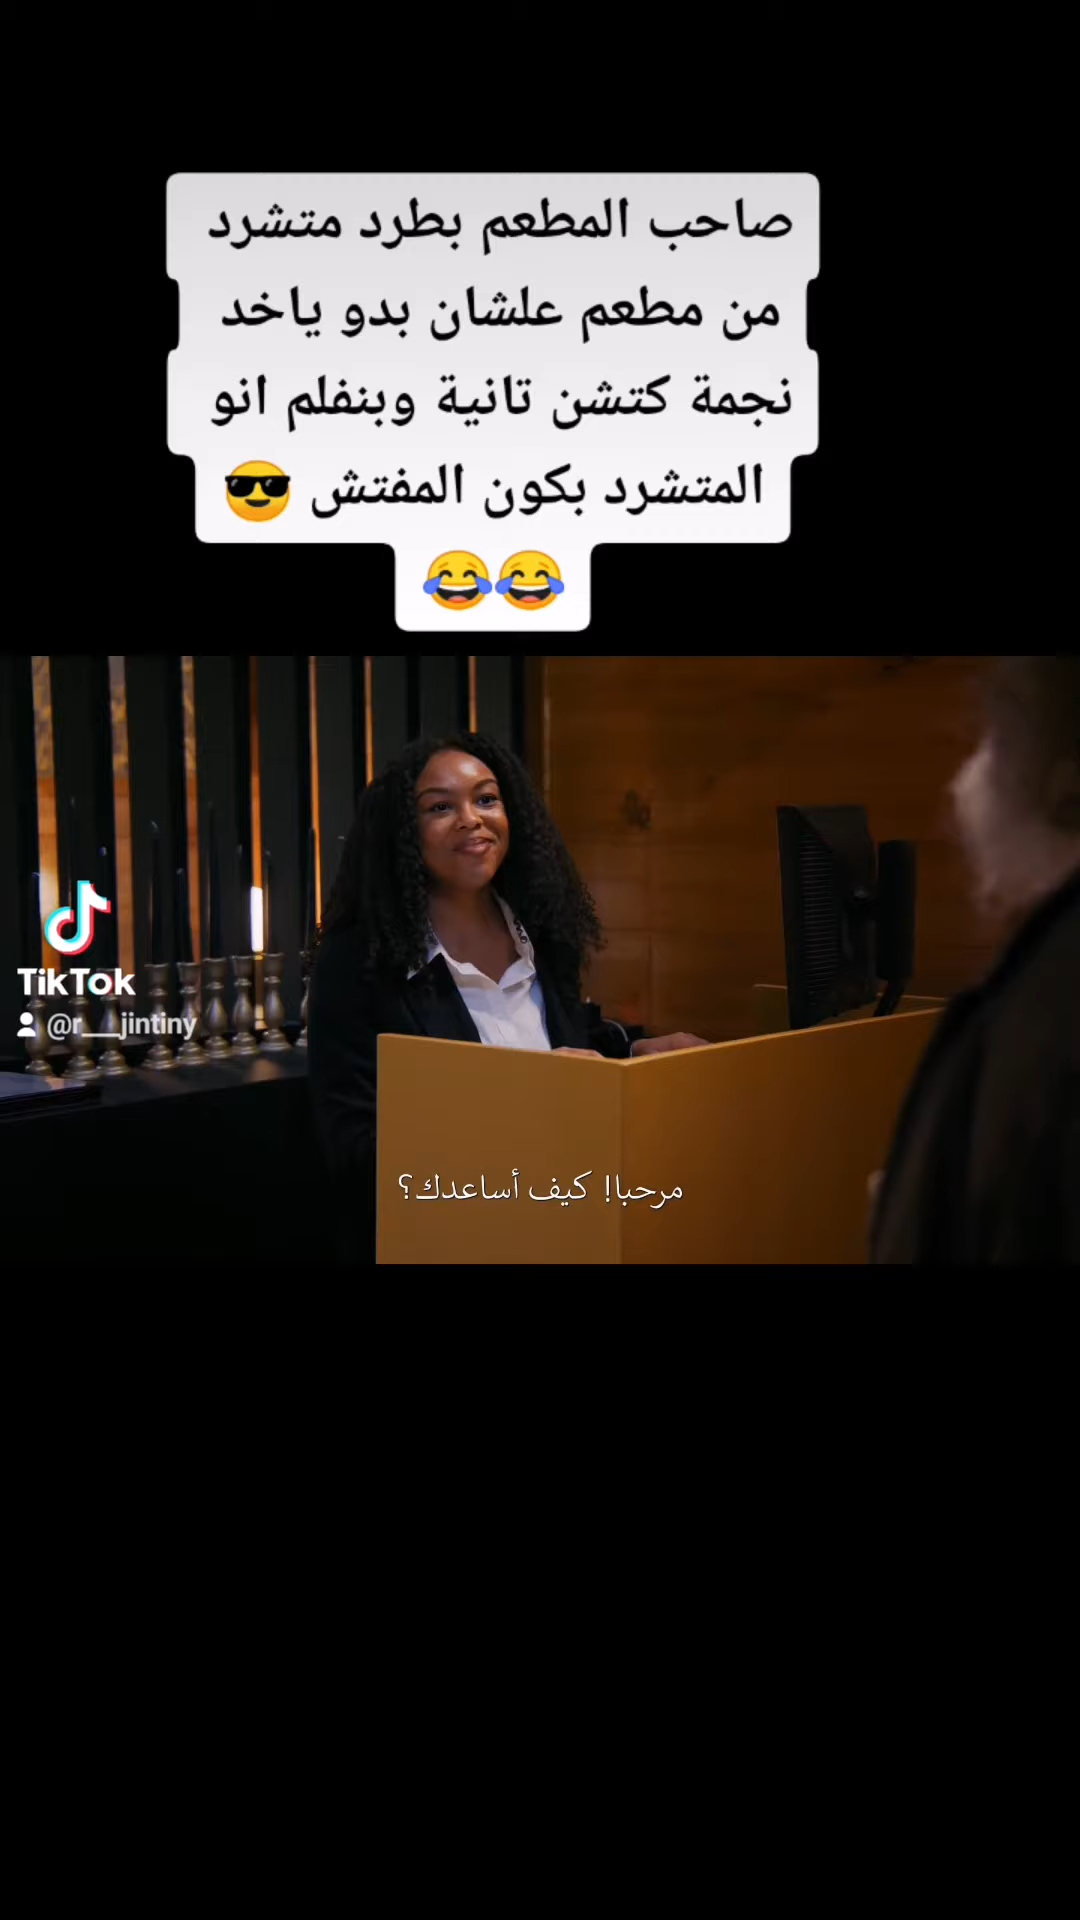 صاحب المطعم بطرد متشرد
من مطعم علشان بدو ياخد
نجمة كتشن تانية وبنفلم انو
المتشرد بكون المفتش 😎
😂😂
TikTok
@r___jintiny
مرحبا! كيف أساعدك؟